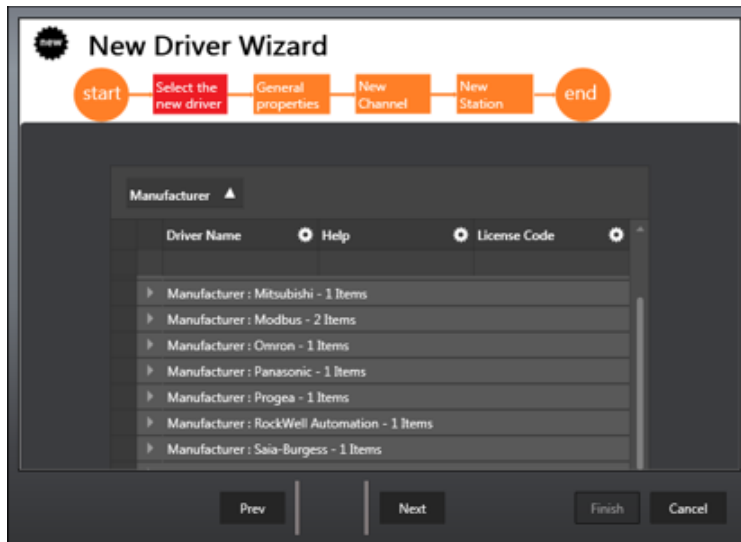 new
New Driver Wizard
start
Select the
new driver
General
properties
New
Channel
New
Station
end
Manufacturer
Driver Name Help License Code
Manufacturer : Mitsubishi - 1 Items
Manufacturer : Modbus - 2 Items
Manufacturer : Omron - 1 Items
Manufacturer : Panasonic - 1 Items
Manufacturer : Progea - 1 Items
Manufacturer : RockWell Automation - 1 Items
Manufacturer : Saia-Burgess - 1 Items
Prev Next Finish Cancel